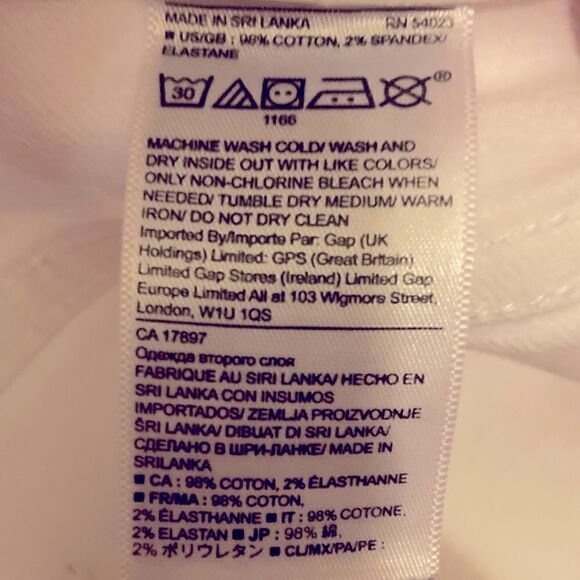 MADE IN SRI LANKA RN 54023
■ US/GB : 98% COTTON, 2% SPANDEX/
ELASTANE
30
®
1166
MACHINE WASH COLD/ WASH AND
DRY INSIDE OUT WITH LIKE COLORS/
ONLY NON-CHLORINE BLEACH WHEN
NEEDED/ TUMBLE DRY MEDIUM/ WARM
IRON/ DO NOT DRY CLEAN
Imported By/Importe Par: Gap (UK
Holdings) Limited: GPS (Great Britain)
Limited Gap Stores (Ireland) Limited Gap
Europe Limited All at 103 Wigmors Street,
London, W1U 1QS
CA 17897
Одежда второго слоя
FABRIQUE AU SIRI LANKA/ HECHO EN
SRI LANKA CON INSUMOS
IMPORTADOS/ ZEMLJA PROIZVODNJE
ŠRI LANKA/ DIBUAT DI SRI LANKA/
СДЕЛАНО В ШРИ-ЛАНКЕ/ MADE IN
SRILANKA
■ CA : 98% COTON, 2% ÉLASTHANNE
■ FR/MA : 98% COTON,
2% ÉLASTHANNE ■ IT : 98% COTONE,
2% ELASTAN ■ JP : 98% 綿,
2% ポリウレタン ■ CL/MX/PA/PE :